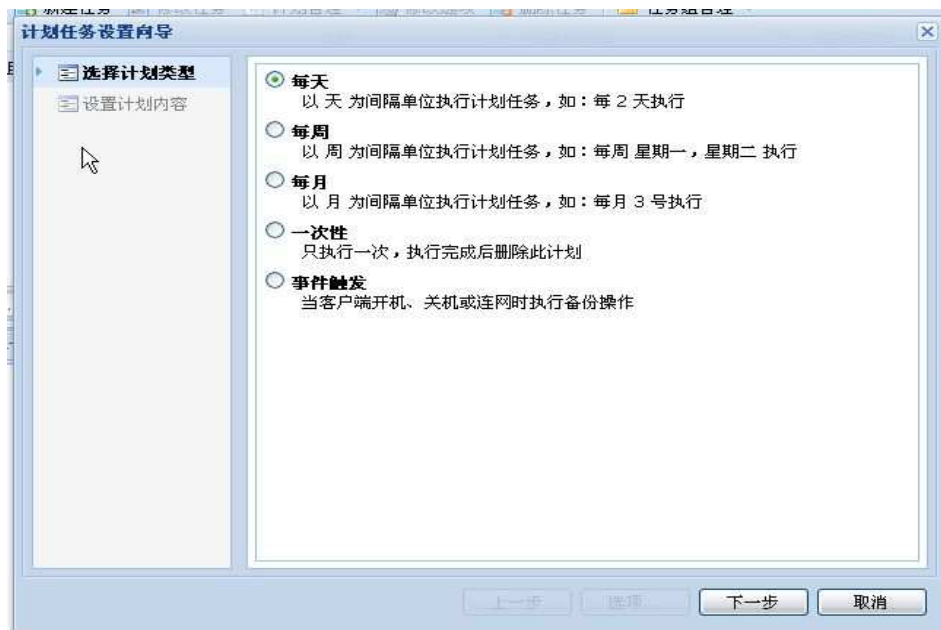 计划任务设置向导
选择计划类型
设置计划内容
每天
以 天 为间隔单位执行计划任务，如：每 2 天执行
每周
以 周 为间隔单位执行计划任务，如：每周 星期一，星期二 执行
每月
以 月 为间隔单位执行计划任务，如：每月 3 号执行
一次性
只执行一次，执行完成后删除此计划
事件触发
当客户端开机、关机或连网时执行备份操作
上一步 选项 下一步 取消